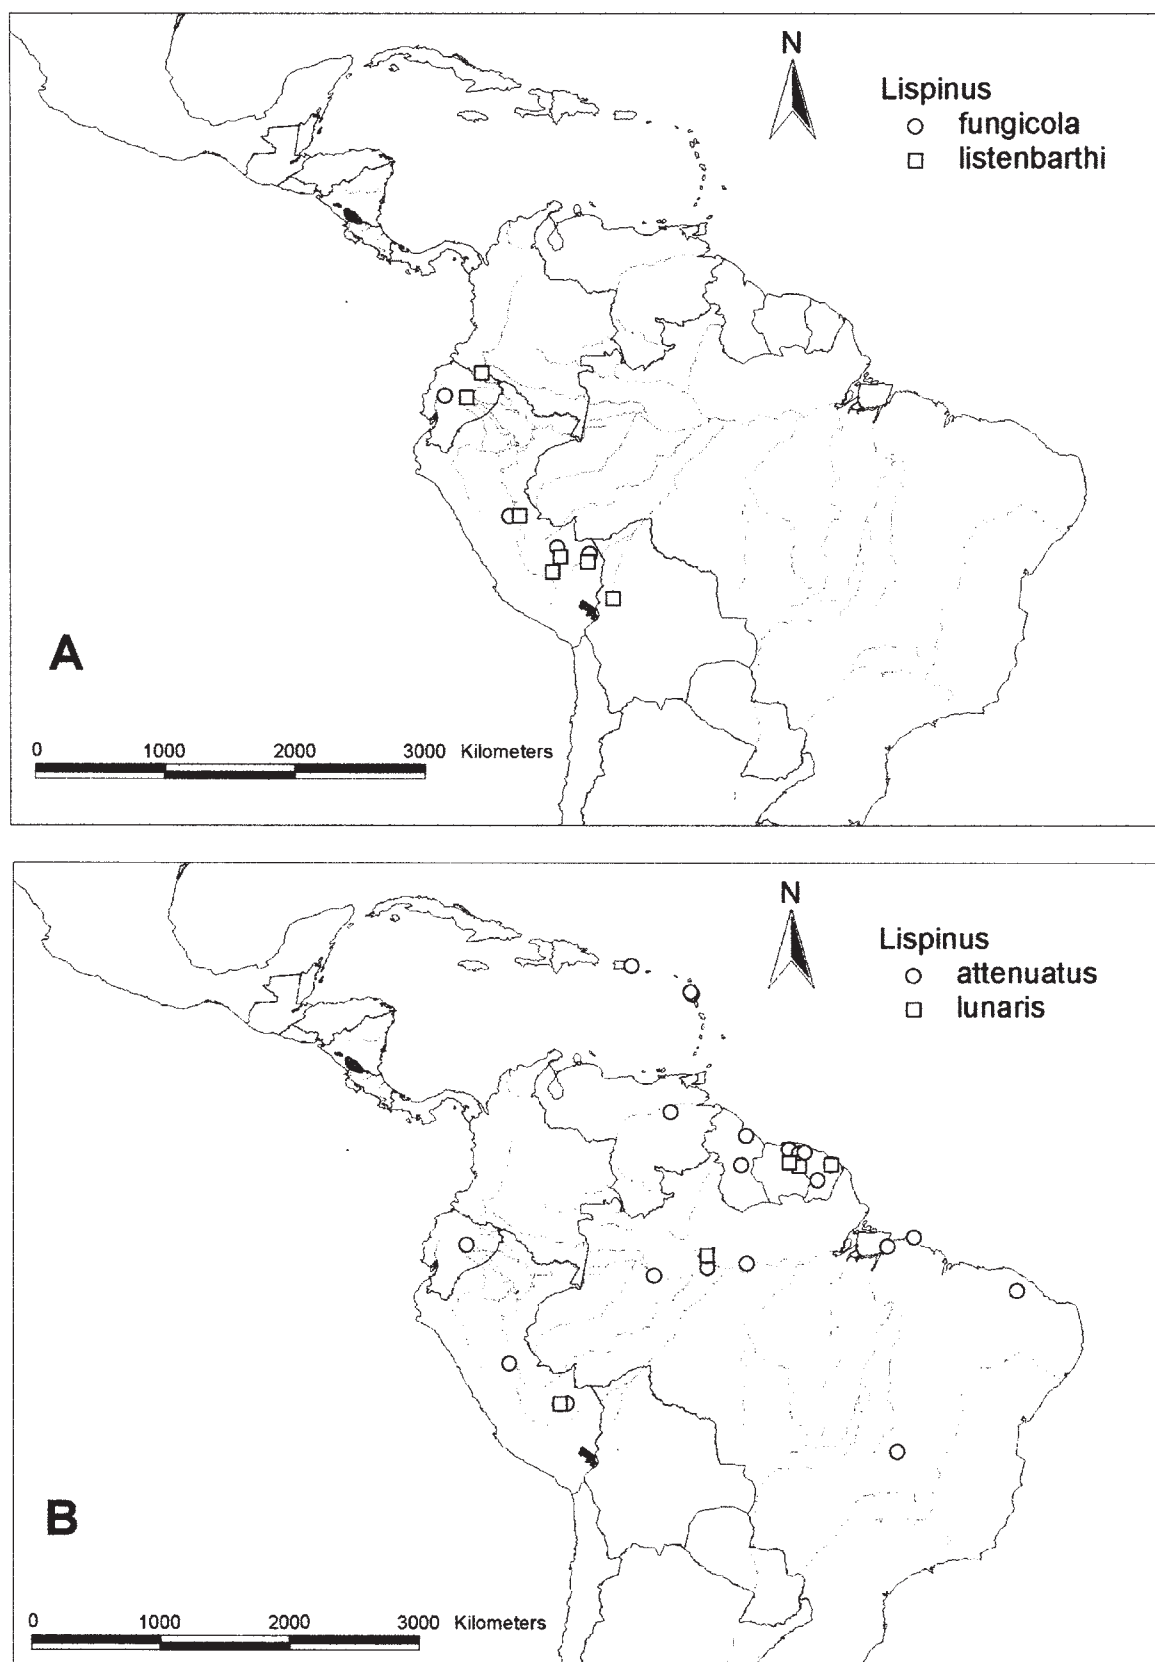 N
Lispinus
fungicola
listenbarthi
A
0 1000 2000 3000 Kilometers
N
Lispinus
attenuatus
lunaris
B
0 1000 2000 3000 Kilometers